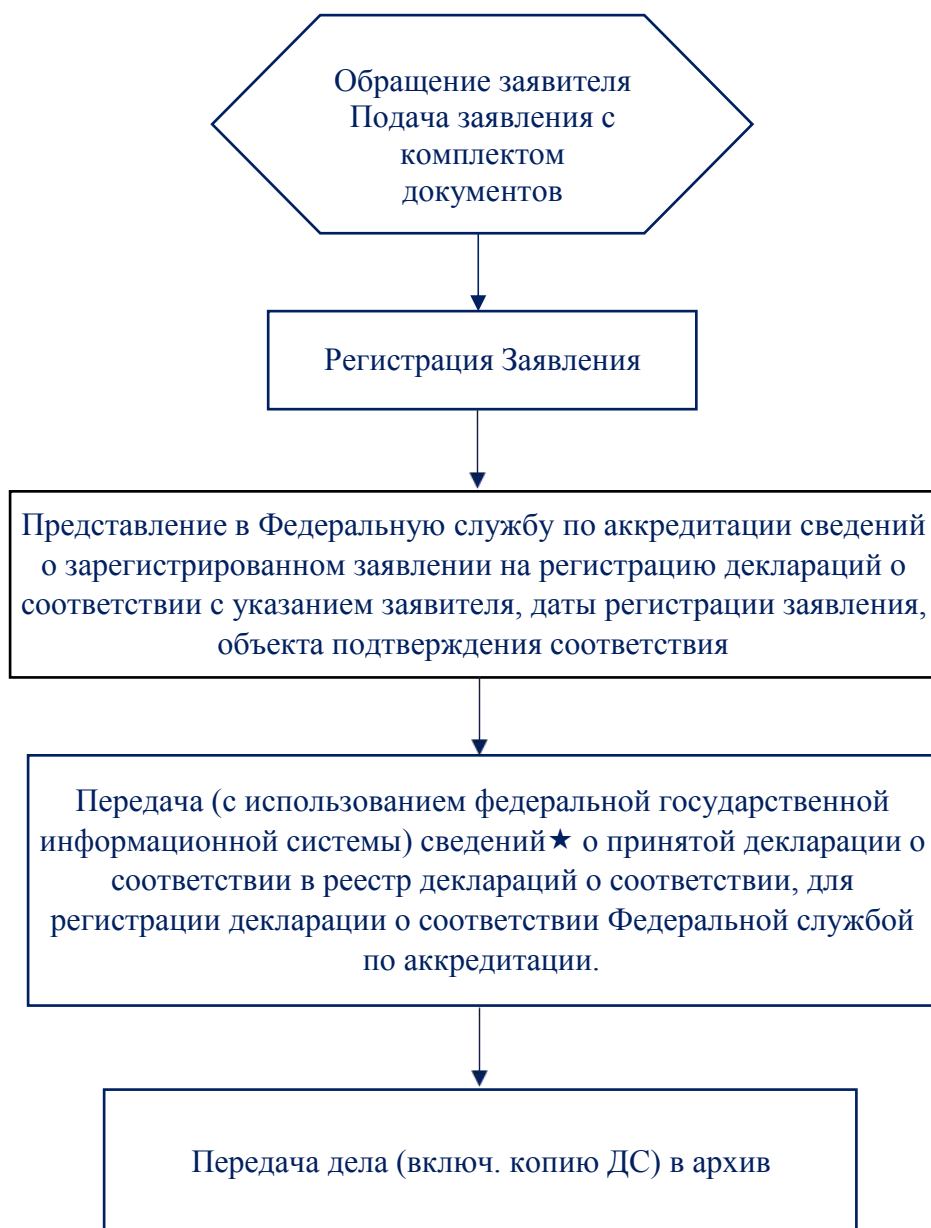 Обращение заявителя
Подача заявления с
комплектом
документов
Регистрация Заявления
Представление в Федеральную службу по аккредитации сведений
о зарегистрированном заявлении на регистрацию деклараций о
соответствии с указанием заявителя, даты регистрации заявления,
объекта подтверждения соответствия
Передача (с использованием федеральной государственной
информационной системы) сведений★ о принятой декларации о
соответствии в реестр деклараций о соответствии, для
регистрации декларации о соответствии Федеральной службой
по аккредитации.
Передача дела (включ. копию ДС) в архив